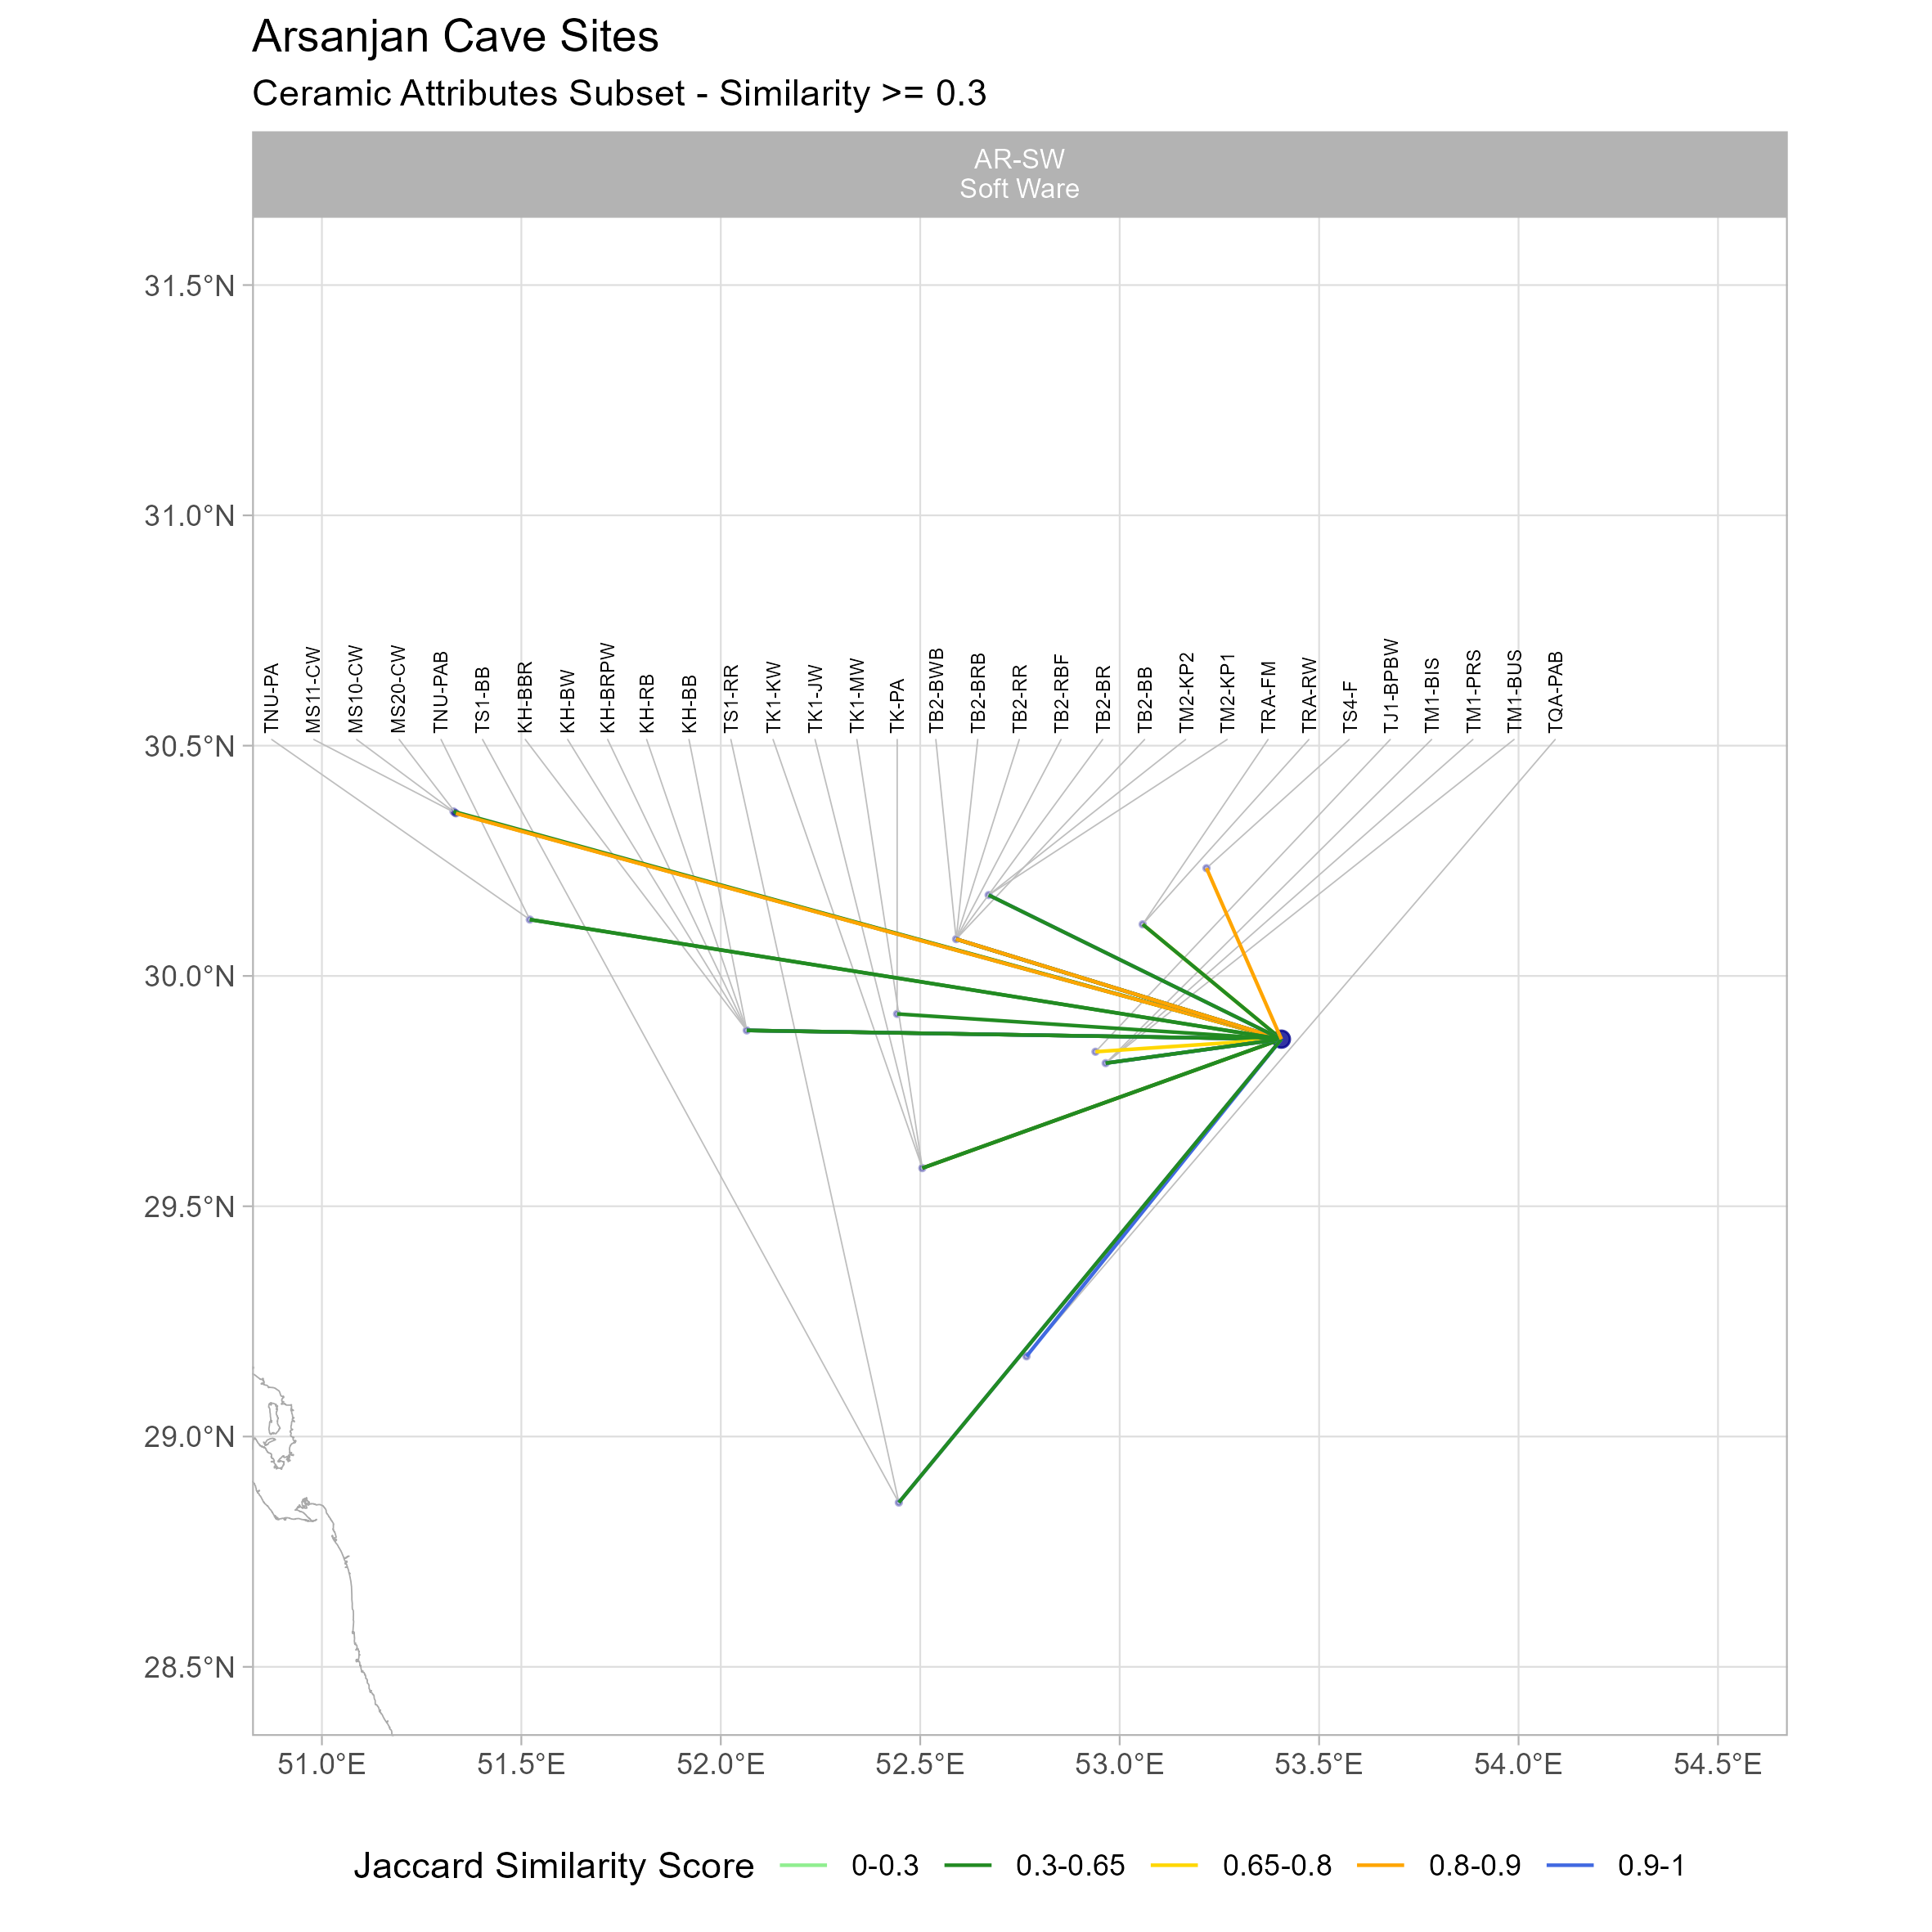 Arsanjan Cave Sites
Ceramic Attributes Subset - Similarity >= 0.3
AR-SW
Soft Ware
31.5°N
31.0°N
30.5°N
30.0°N
29.5°N
29.0°N
28.5°N
TNU-PA
MS11-CW
MS10-CW
MS20-CW
TNU-PAB
TS1-BB
KH-BBR
KH-BW
KH-BRPW
KH-RB
KH-BB
TS1-RR
TK1-KW
TK1-JW
TK1-MW
TK-PA
TB2-BWB
TB2-BRB
TB2-RR
TB2-RBF
TB2-BR
TB2-BB
TM2-KP2
TM2-KP1
TRA-FM
TRA-RW
TS4-F
TJ1-BPBW
TM1-BIS
TM1-PRS
TM1-BUS
TQA-PAB
51.0°E 51.5°E 52.0°E 52.5°E 53.0°E 53.5°E 54.0°E 54.5°E
Jaccard Similarity Score 0-0.3 0.3-0.65 0.65-0.8 0.8-0.9 0.9-1